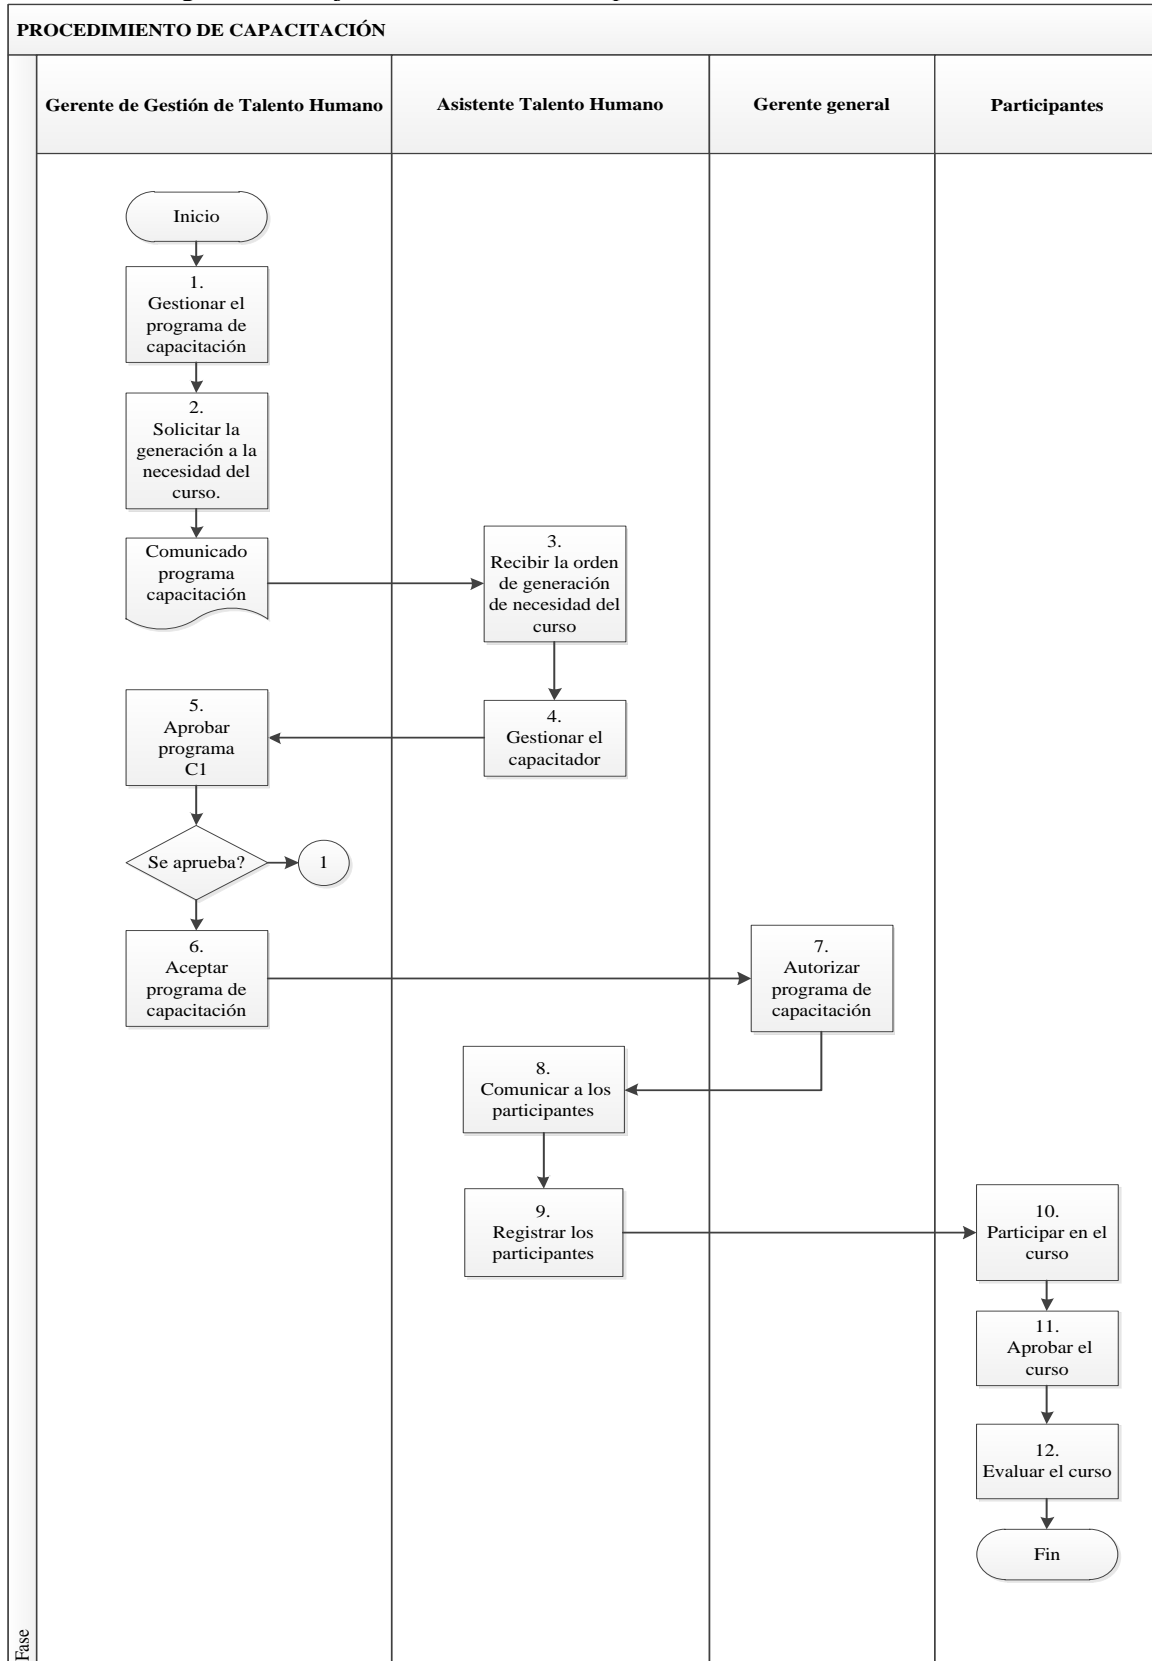 PROCEDIMIENTO DE CAPACITACIÓN
Gerente de Gestión de Talento Humano
Asistente Talento Humano
Gerente general
Participantes
Inicio
1.
Gestionar el
programa de
capacitación
2.
Solicitar la
generación a la
necesidad del
curso.
Comunicado
programa
capacitación
3.
Recibir la orden
de generación
de necesidad del
curso
4.
Gestionar el
capacitador
5.
Aprobar
programa
C1
Se aprueba?
1
6.
Aceptar
programa de
capacitación
7.
Autorizar
programa de
capacitación
8.
Comunicar a los
participantes
9.
Registrar los
participantes
10.
Participar en el
curso
11.
Aprobar el
curso
12.
Evaluar el curso
Fin
Fase